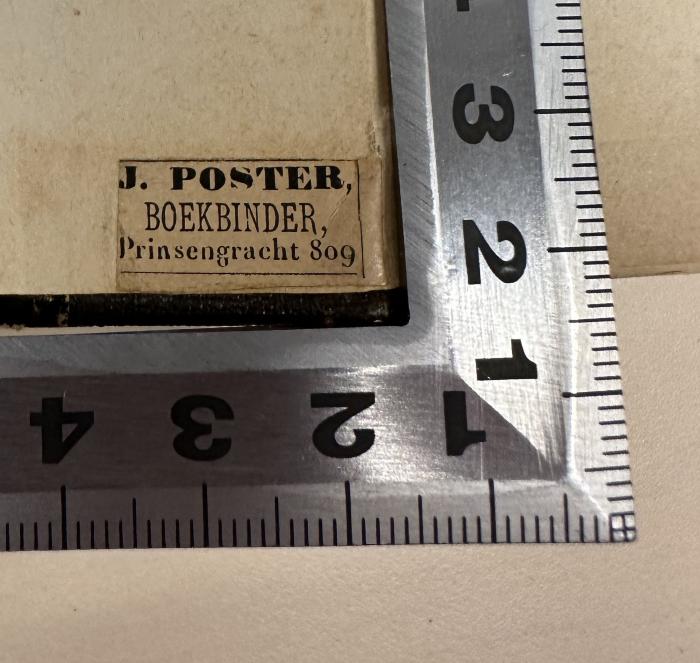 J. POSTER,
BOEKBINDER,
Prinsengracht 809
3
2
1
4 3 2 1